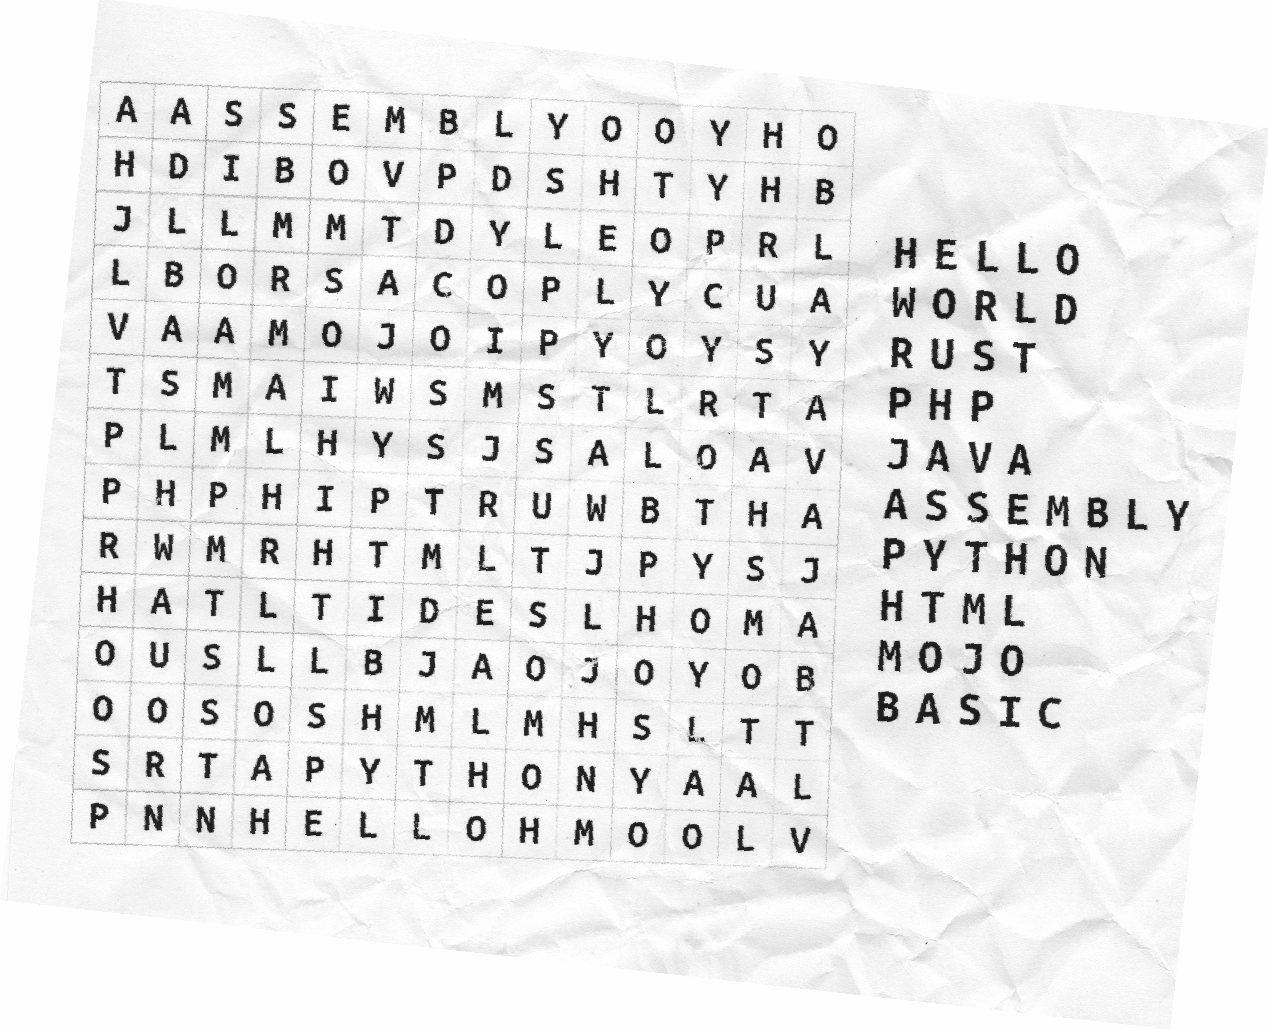 A A S S E M B L Y O O Y H O
H D I B O V P D S H T Y H B
J L L M M T D Y L E O P R L
L B O R S A C O P L Y C U A
V A A M O J O I P Y O Y S Y
T S M A I W S M S T L R T A
P L M L H Y S J S A L O A V
P H P H I P T R U W B T H A
R W M R H T M L T J P Y S J
H A T L T I D E S L H O M A
O U S L L B J A O J O Y O B
O O S O S H M L M H S L T T
S R T A P Y T H O N Y A A L
P N N H E L L O H M O O L V
HELLO
WORLD
RUST
PHP
JAVA
ASSEMBLY
PYTHON
HTML
MOJO
BASIC